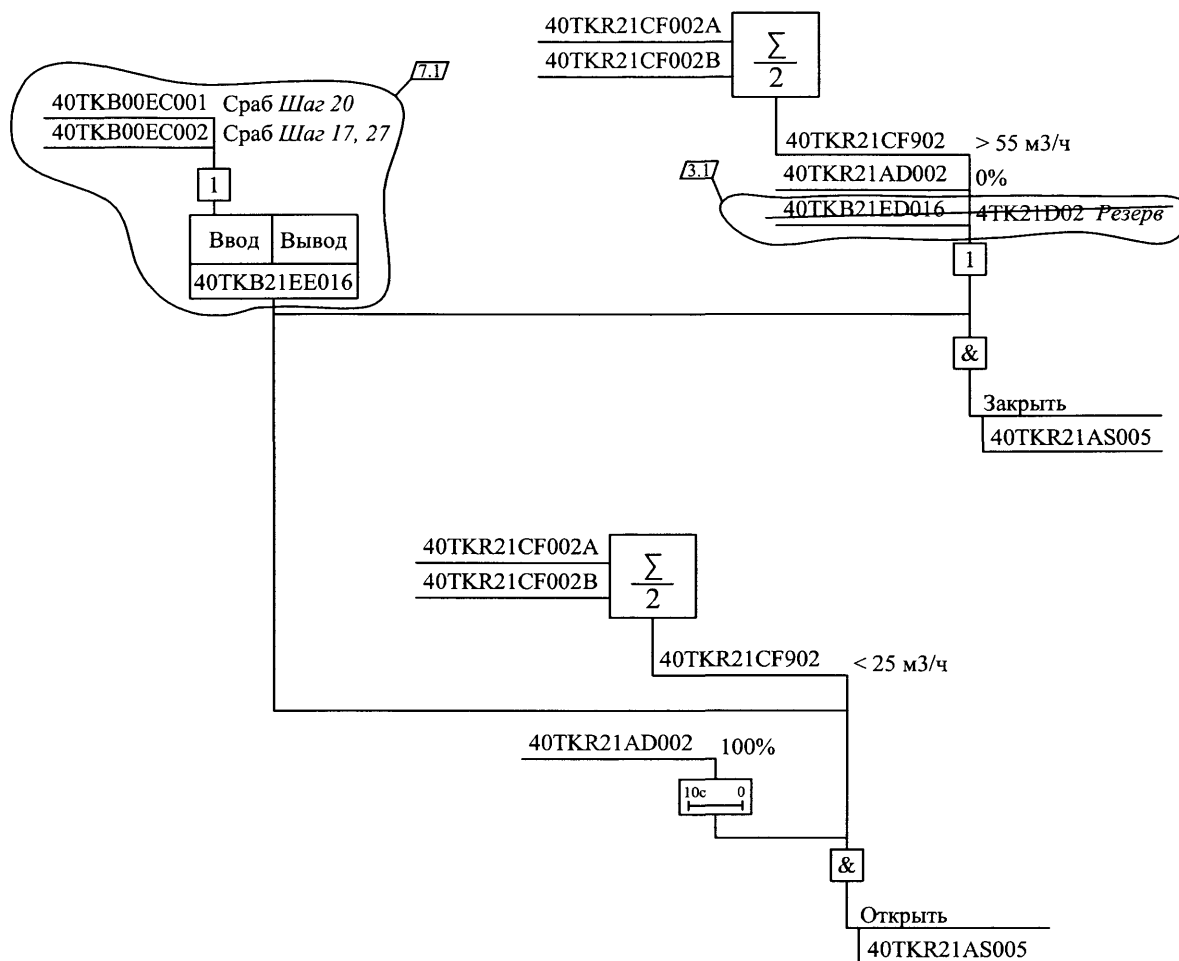 40TKR21CF002A
40TKR21CF002B
Σ
2
7.1
40TKB00EC001 Сраб Шаг 20
40TKB00EC002 Сраб Шаг 17, 27
40TKR21CF902 > 55 м3/ч
3.1
40TKR21AD002 0%
1
40TKB21ED016 4TK21D02 Резерв
Ввод Вывод
1
40TKB21EE016
&
Закрыть
40TKR21AS005
40TKR21CF002A
40TKR21CF002B
Σ
2
40TKR21CF902 < 25 м3/ч
40TKR21AD002 100%
10с 0
&
Открыть
40TKR21AS005